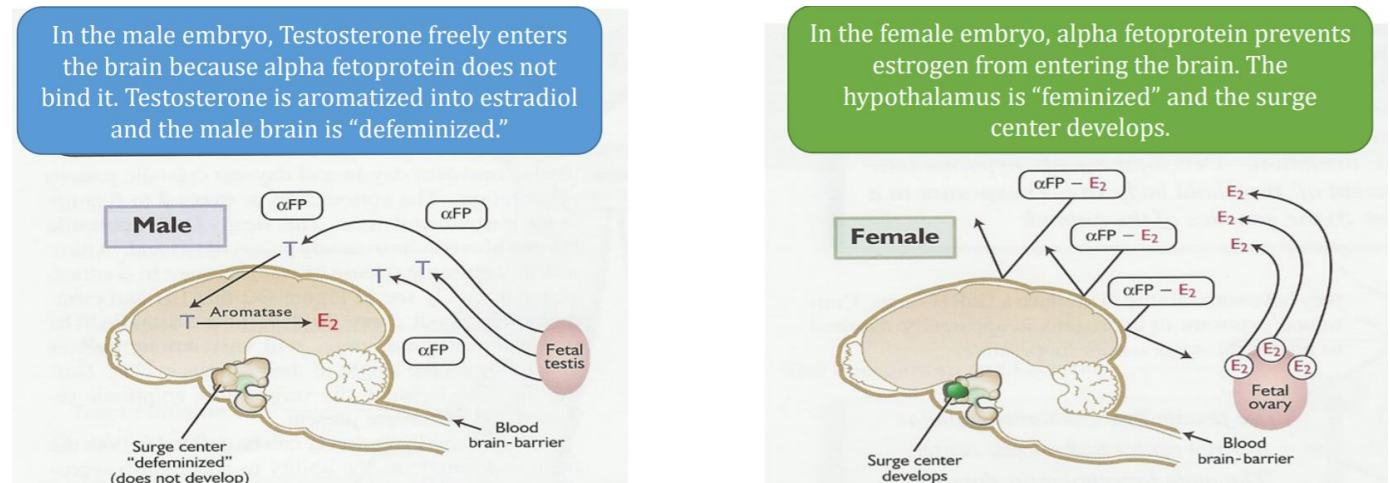 In the male embryo, Testosterone freely enters
the brain because alpha fetoprotein does not
bind it. Testosterone is aromatized into estradiol
and the male brain is “defeminized.”
αFP
αFP
Male
T
T
T
T
Aromatase
E₂
αFP
Fetal
testis
Blood
brain-barrier
Surge center
“defeminized”
(does not develop)
In the female embryo, alpha fetoprotein prevents
estrogen from entering the brain. The
hypothalamus is “feminized” and the surge
center develops.
αFP – E₂
E₂
Female
αFP – E₂
E₂
E₂
αFP – E₂
E₂
E₂
E₂
Fetal
ovary
Blood
brain-barrier
Surge center
develops